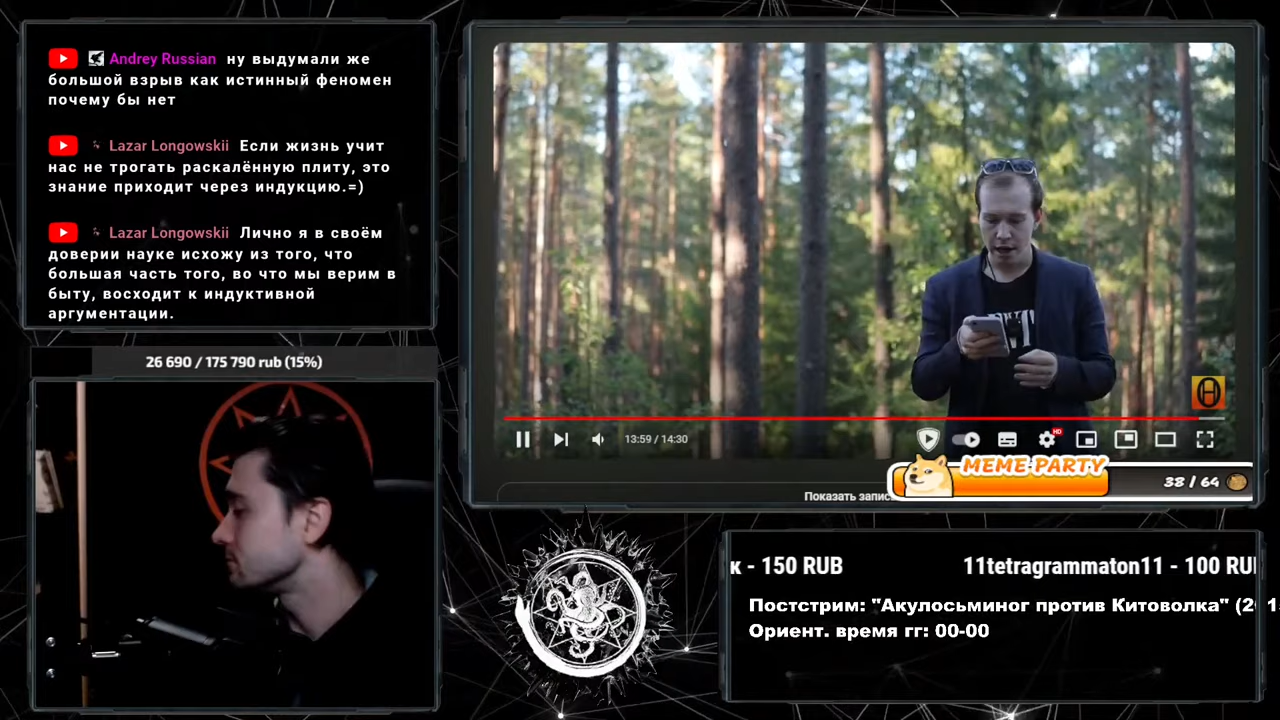 Andrey Russian ну выдумали же
большой взрыв как истинный феномен
почему бы нет
Lazar Longowskii Если жизнь учит
нас не трогать раскалённую плиту, это
знание приходит через индукцию.=)
Lazar Longowskii Лично я в своём
доверии науке исхожу из того, что
большая часть того, во что мы верим в
быту, восходит к индуктивной
аргументации.
26 690 / 175 790 rub (15%)
13:59 / 14:30
HD
MEME PARTY
38 / 64
Показать
к - 150 RUB 11tetragrammaton11 - 100
Постстрим: "Акулосьминог против Китоволка"
Ориент. время гг: 00-00